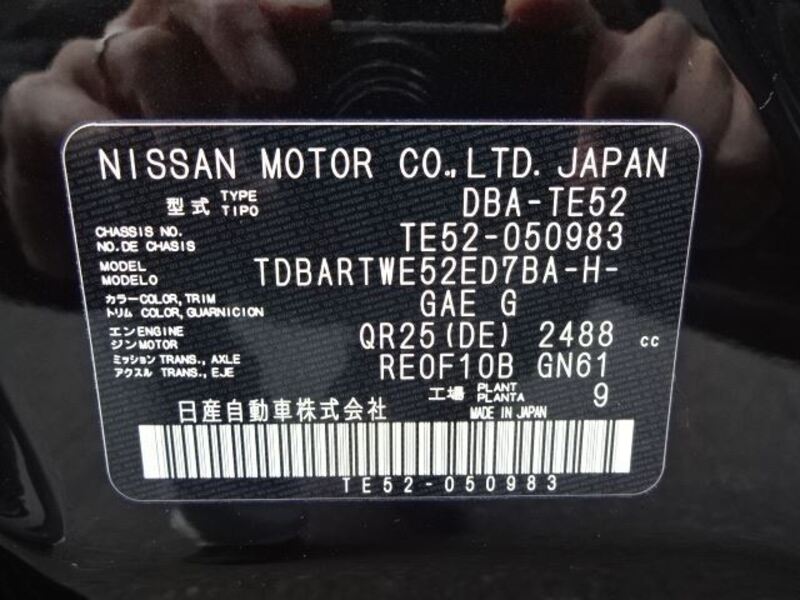 NISSAN MOTOR CO.,LTD. JAPAN
型式 TYPE TIPO DBA-TE52
CHASSIS NO. NO. DE CHASIS TE52-050983
MODEL MODELO TDBARTWE52ED7BA-H-
カラー COLOR, TRIM トリム COLOR, GUARNICION GAE G
エンジン ENGINE MOTOR QR25(DE) 2488 cc
ミッション TRANS., AXLE アクスル TRANS., EJE RE0F10B GN61
工場 PLANT PLANTA 9
日産自動車株式会社 MADE IN JAPAN
TE52-050983